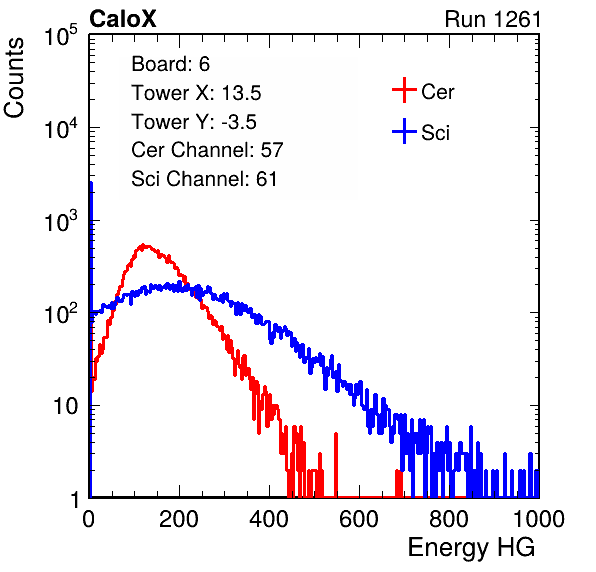 CaloX Run 1261
Counts
Board: 6
Tower X: 13.5
Tower Y: -3.5
Cer Channel: 57
Sci Channel: 61
Cer
Sci
10^5
10^4
10^3
10^2
10
1
0 200 400 600 800 1000
Energy HG